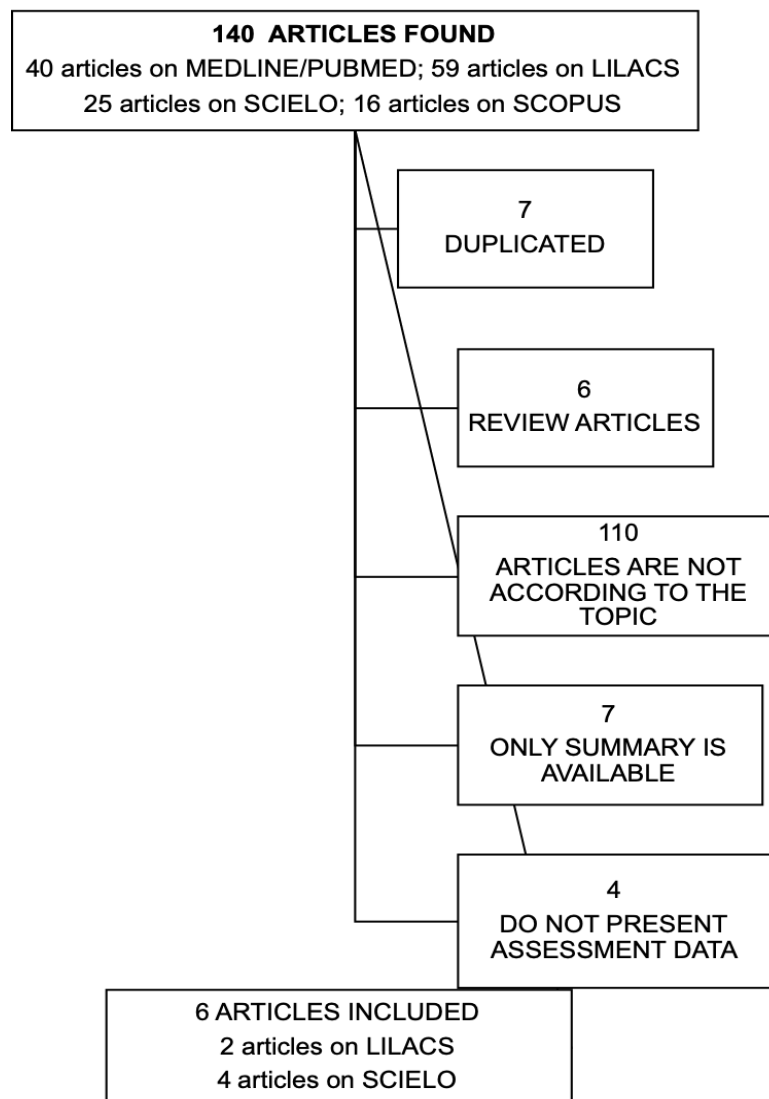 140 ARTICLES FOUND
40 articles on MEDLINE/PUBMED; 59 articles on LILACS
25 articles on SCIELO; 16 articles on SCOPUS
7
DUPLICATED
6
REVIEW ARTICLES
110
ARTICLES ARE NOT
ACCORDING TO THE
TOPIC
7
ONLY SUMMARY IS
AVAILABLE
4
DO NOT PRESENT
ASSESSMENT DATA
6 ARTICLES INCLUDED
2 articles on LILACS
4 articles on SCIELO